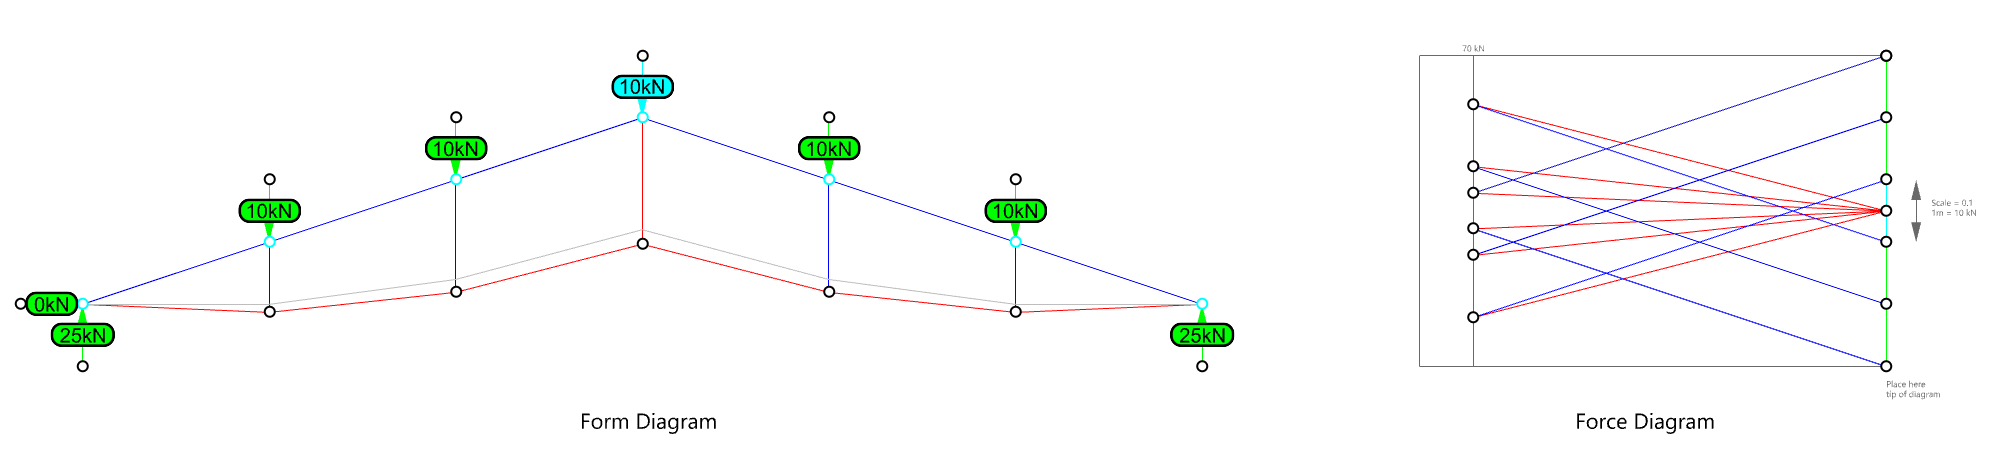 10kN
10kN
10kN
10kN
10kN
0kN
25kN
25kN
Form Diagram
70 kN
Scale = 0.1
1m = 10 kN
Place here
tip of diagram
Force Diagram